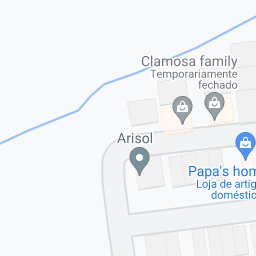 Clamosa family
Temporariamente
fechado
Arisol
Papa's hom
Loja de artig
doméstic